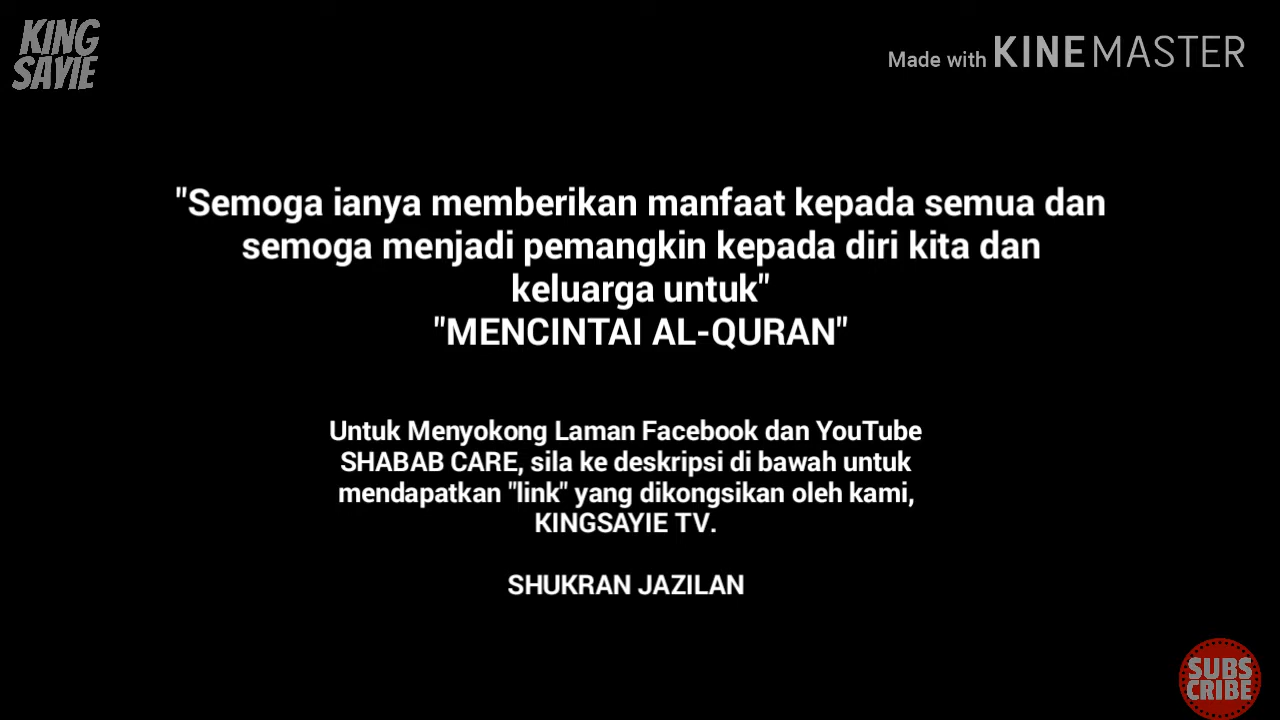 KING
SAYIE
Made with KINEMASTER
"Semoga ianya memberikan manfaat kepada semua dan
semoga menjadi pemangkin kepada diri kita dan
keluarga untuk"
"MENCINTAI AL-QURAN"
Untuk Menyokong Laman Facebook dan YouTube
SHABAB CARE, sila ke deskripsi di bawah untuk
mendapatkan "link" yang dikongsikan oleh kami,
KINGSAYIE TV.
SHUKRAN JAZILAN
SUBS
CRIBE